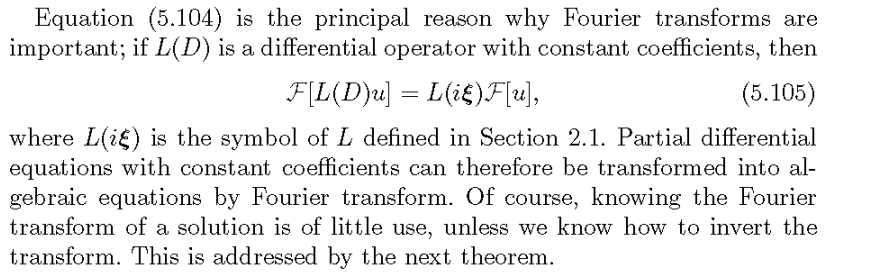 Equation (5.104) is the principal reason why Fourier transforms are
important; if L(D) is a differential operator with constant coefficients, then
ℱ[L(D)u] = L(iξ)ℱ[u], (5.105)
where L(iξ) is the symbol of L defined in Section 2.1. Partial differential
equations with constant coefficients can therefore be transformed into al-
gebraic equations by Fourier transform. Of course, knowing the Fourier
transform of a solution is of little use, unless we know how to invert the
transform. This is addressed by the next theorem.